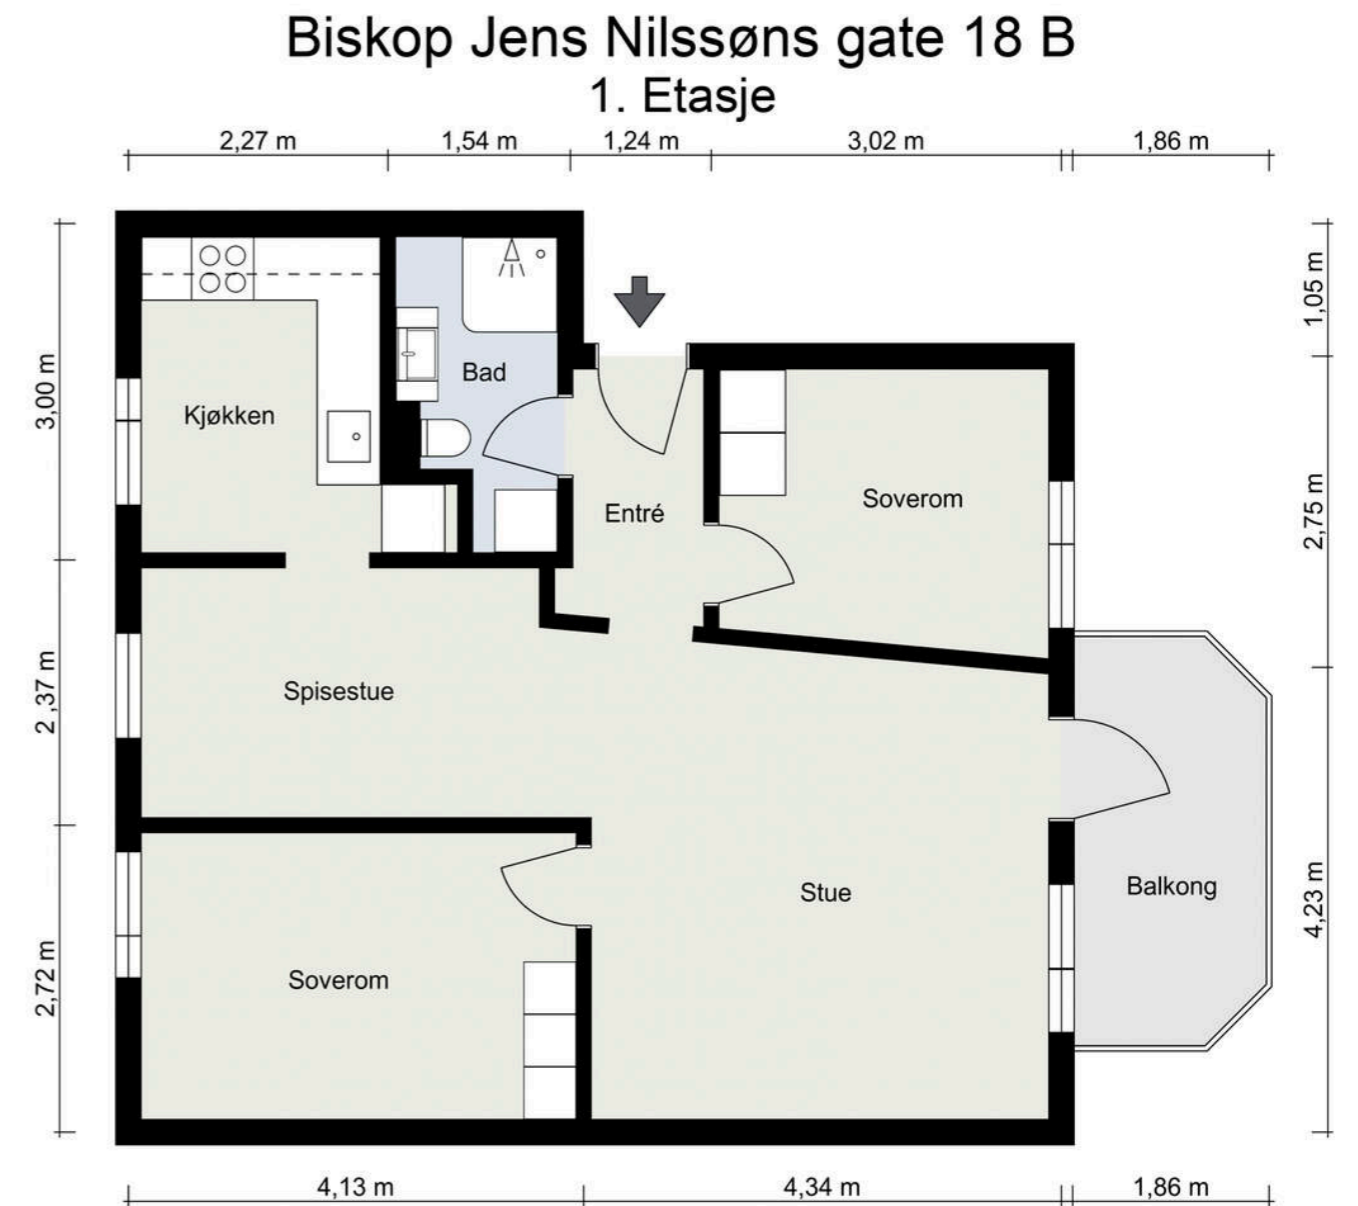 Biskop Jens Nilssøns gate 18 B
1. Etasje
2,27 m
1,54 m
1,24 m
3,02 m
1,86 m
1,05 m
3,00 m
Bad
Kjøkken
Soverom
Entré
2,75 m
2,37 m
Spisestue
Stue
Balkong
4,23 m
Soverom
2,72 m
4,13 m
4,34 m
1,86 m